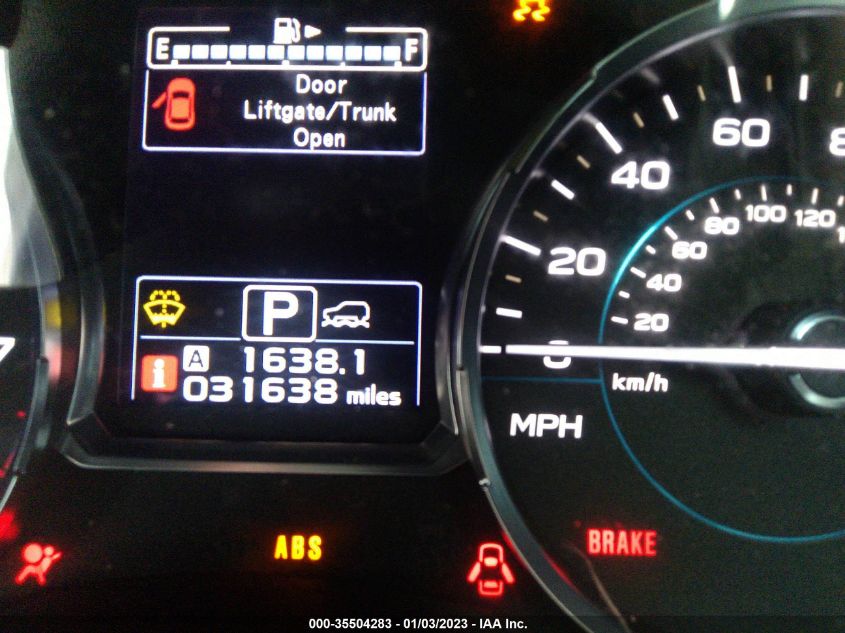 E F
Door
Liftgate/Trunk
Open
P
A 1638.1
i 031638 miles
20 40 60
20 40 60 80 100 120
0
km/h
MPH
ABS
BRAKE
000-35504283 - 01/03/2023 - IAA Inc.